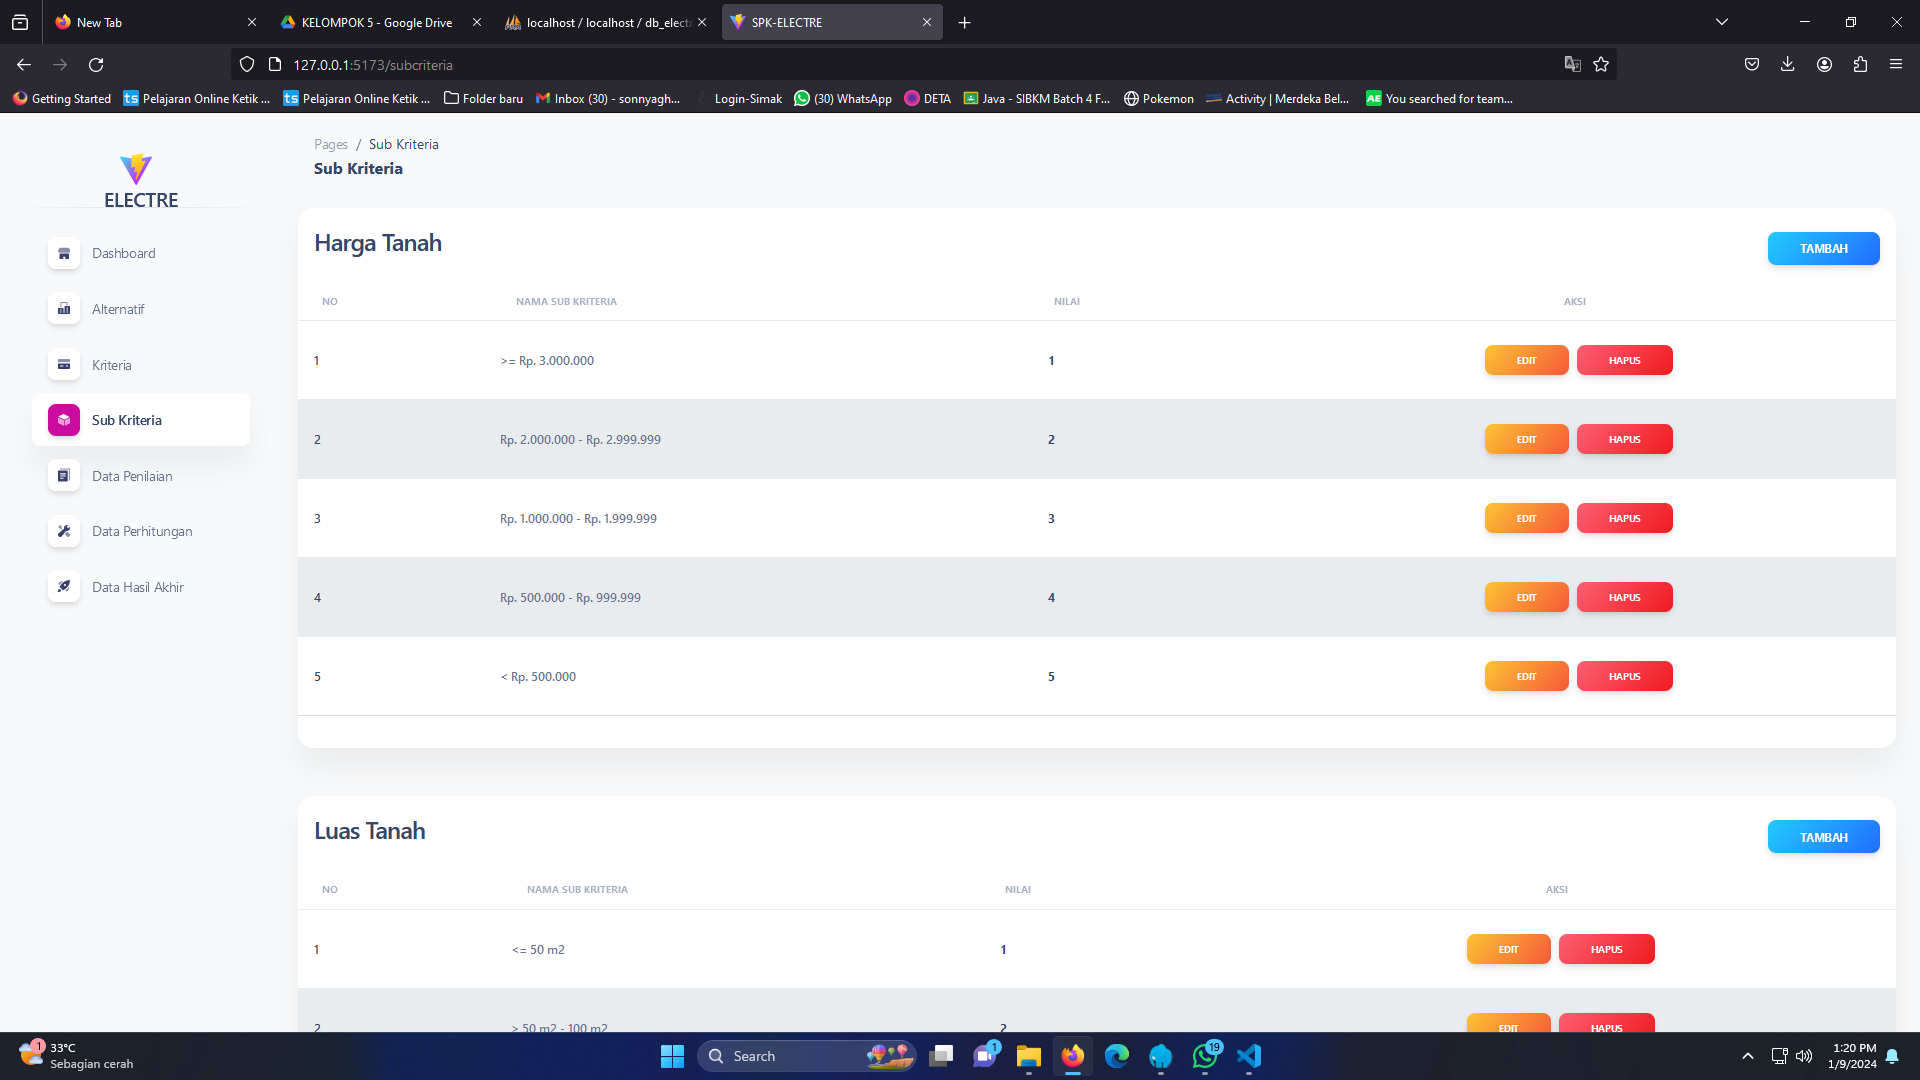 New Tab
KELOMPOK 5 - Google Drive
localhost / localhost / db_electr
SPK-ELECTRE
127.0.0.1:5173/subcriteria
Getting Started
ts Pelajaran Online Ketik ...
ts Pelajaran Online Ketik ...
Folder baru
Inbox (30) - sonnyagh...
Login-Simak
(30) WhatsApp
DETA
Java - SIBKM Batch 4 F...
Pokemon
Activity | Merdeka Bel...
AE You searched for team...
Pages / Sub Kriteria
Sub Kriteria
ELECTRE
Dashboard
Alternatif
Kriteria
Sub Kriteria
Data Penilaian
Data Perhitungan
Data Hasil Akhir
Harga Tanah
TAMBAH
NO NAMA SUB KRITERIA NILAI AKSI
1 >= Rp. 3.000.000 1 EDIT HAPUS
2 Rp. 2.000.000 - Rp. 2.999.999 2 EDIT HAPUS
3 Rp. 1.000.000 - Rp. 1.999.999 3 EDIT HAPUS
4 Rp. 500.000 - Rp. 999.999 4 EDIT HAPUS
5 < Rp. 500.000 5 EDIT HAPUS
Luas Tanah
TAMBAH
NO NAMA SUB KRITERIA NILAI AKSI
1 <= 50 m2 1 EDIT HAPUS
2 > 50 m2 - 100 m2 2 EDIT HAPUS
1
33°C
Sebagian cerah
Search
1
19
1:20 PM
1/9/2024